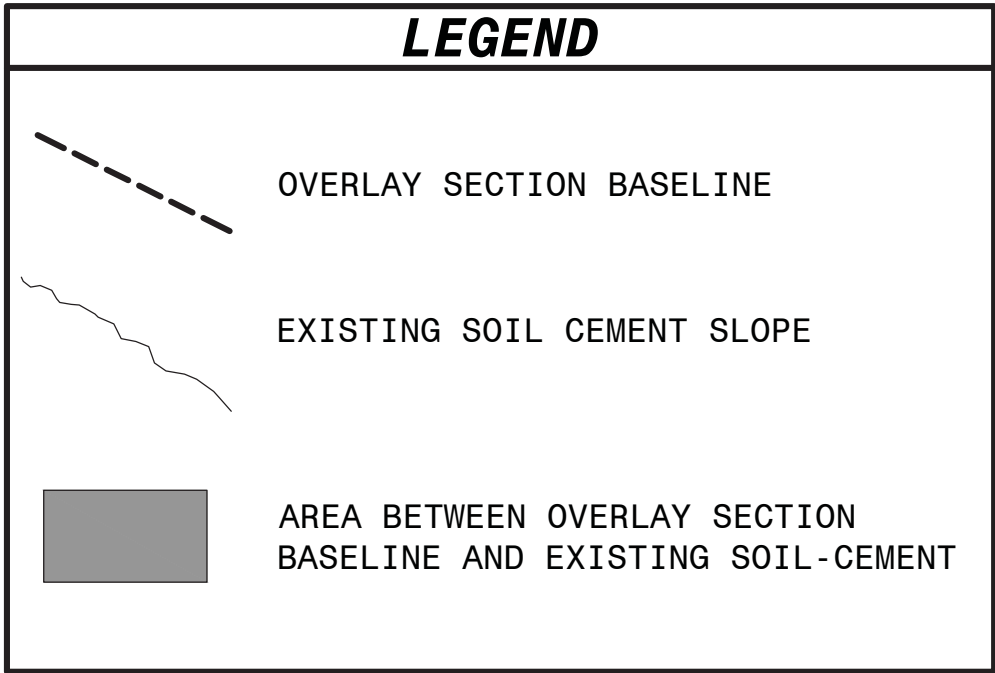 LEGEND
OVERLAY SECTION BASELINE
EXISTING SOIL CEMENT SLOPE
AREA BETWEEN OVERLAY SECTION
BASELINE AND EXISTING SOIL-CEMENT